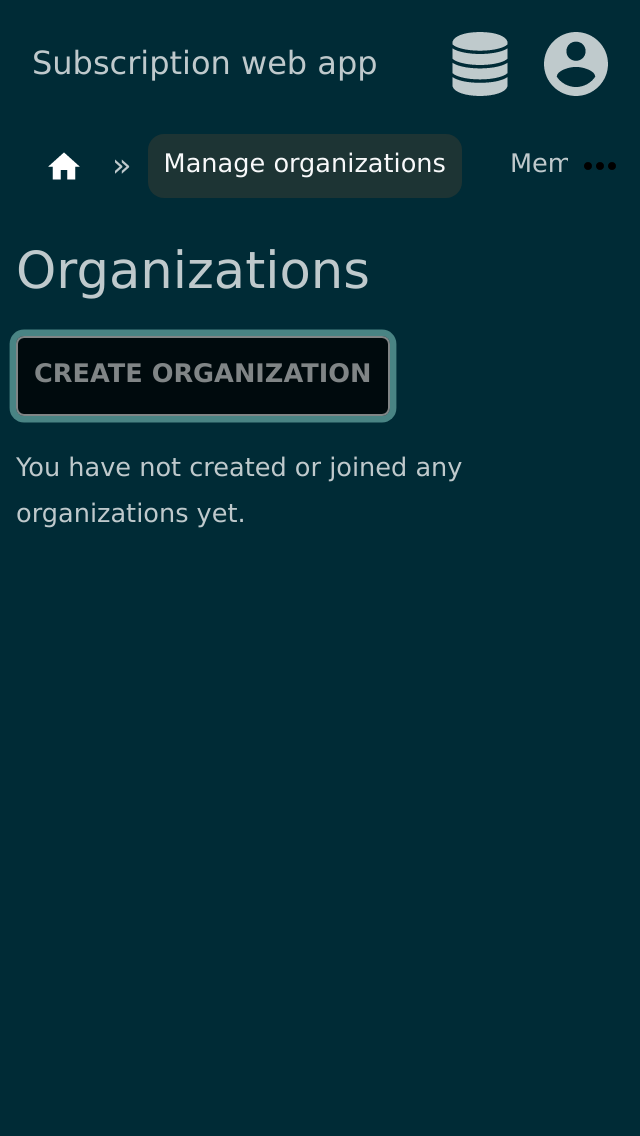 Subscription web app
» Manage organizations Mem
Organizations
CREATE ORGANIZATION
You have not created or joined any
organizations yet.